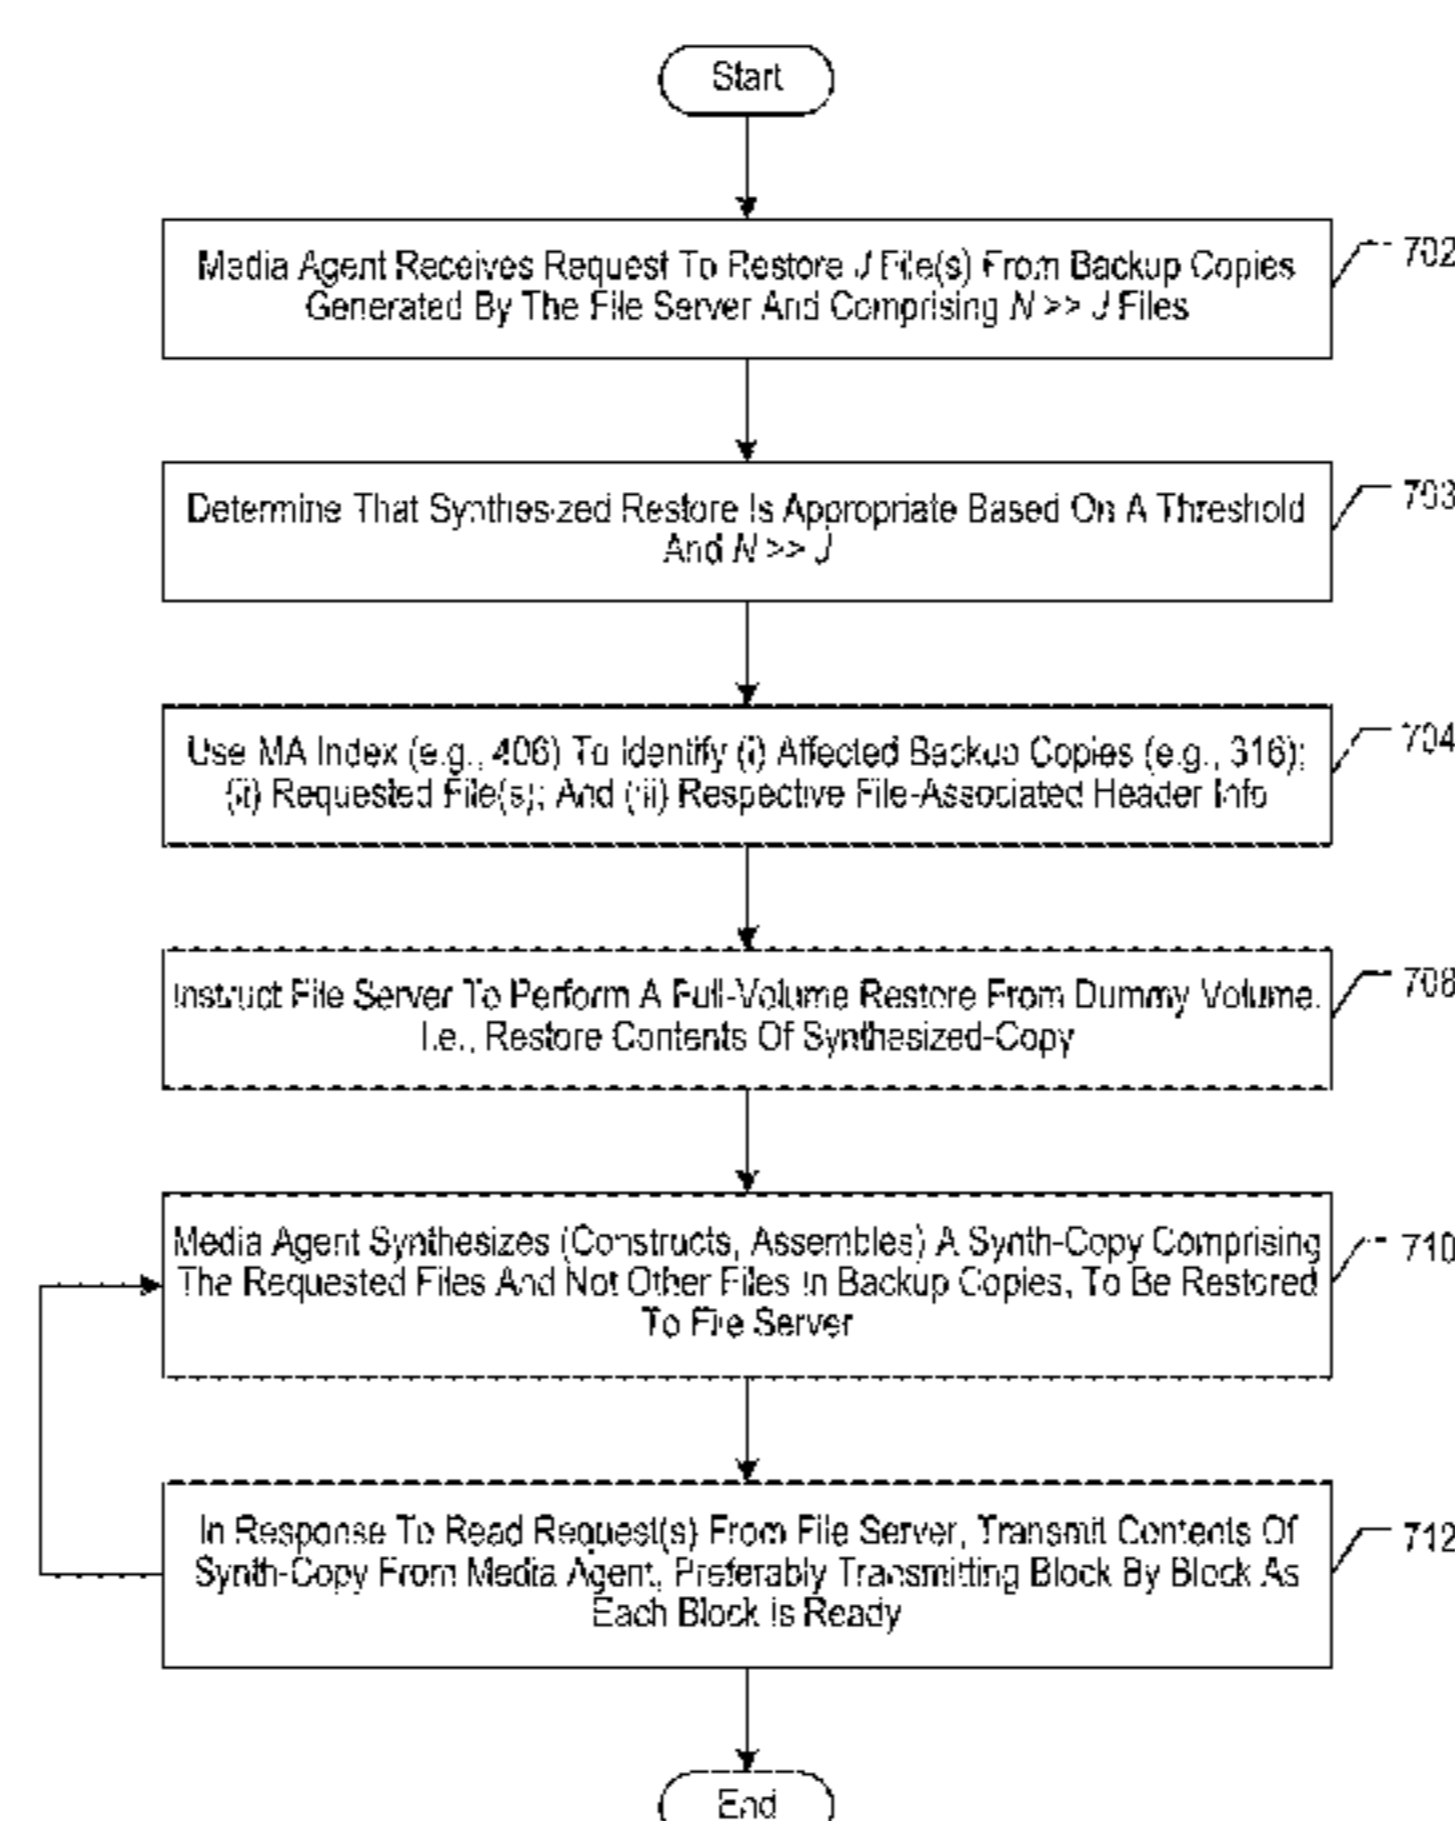 Start
Media Agent Receives Request To Restore J File(s) From Backup Copies
Generated By The File Server And Comprising N >> J Files
702
Determine That Synthesized Restore Is Appropriate Based On A Threshold
And N >> J
703
Use MA Index (e.g., 406) To Identify (i) Affected Backup Copies (e.g., 316);
(ii) Requested File(s); And (iii) Respective File-Associated Header Info
704
Instruct File Server To Perform A Full-Volume Restore From Dummy Volume.
I.e., Restore Contents Of Synthesized-Copy
708
Media Agent Synthesizes (Constructs, Assembles) A Synth-Copy Comprising
The Requested Files And Not Other Files In Backup Copies, To Be Restored
To File Server
710
In Response To Read Request(s) From File Server, Transmit Contents Of
Synth-Copy From Media Agent, Preferably Transmitting Block By Block As
Each Block Is Ready
712
End